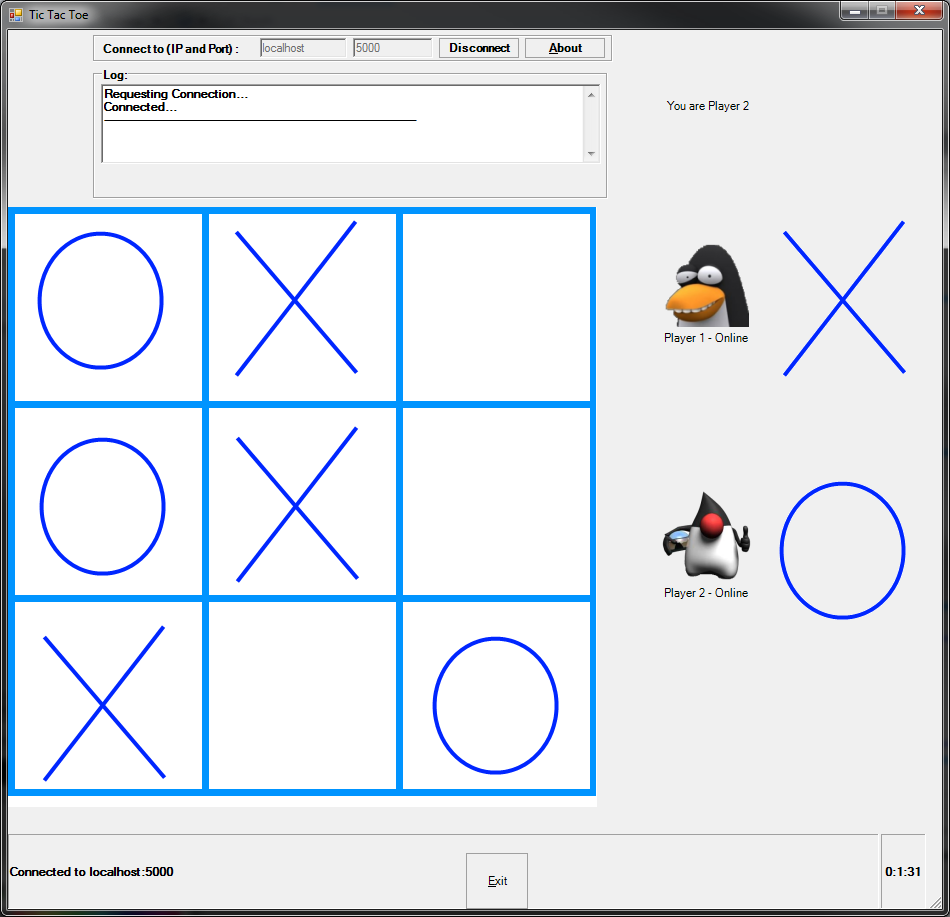 Tic Tac Toe
Connect to (IP and Port) : localhost 5000 Disconnect About
Log:
Requesting Connection...
Connected...
You are Player 2
Player 1 - Online
Player 2 - Online
Connected to localhost:5000
Exit
0:1:31